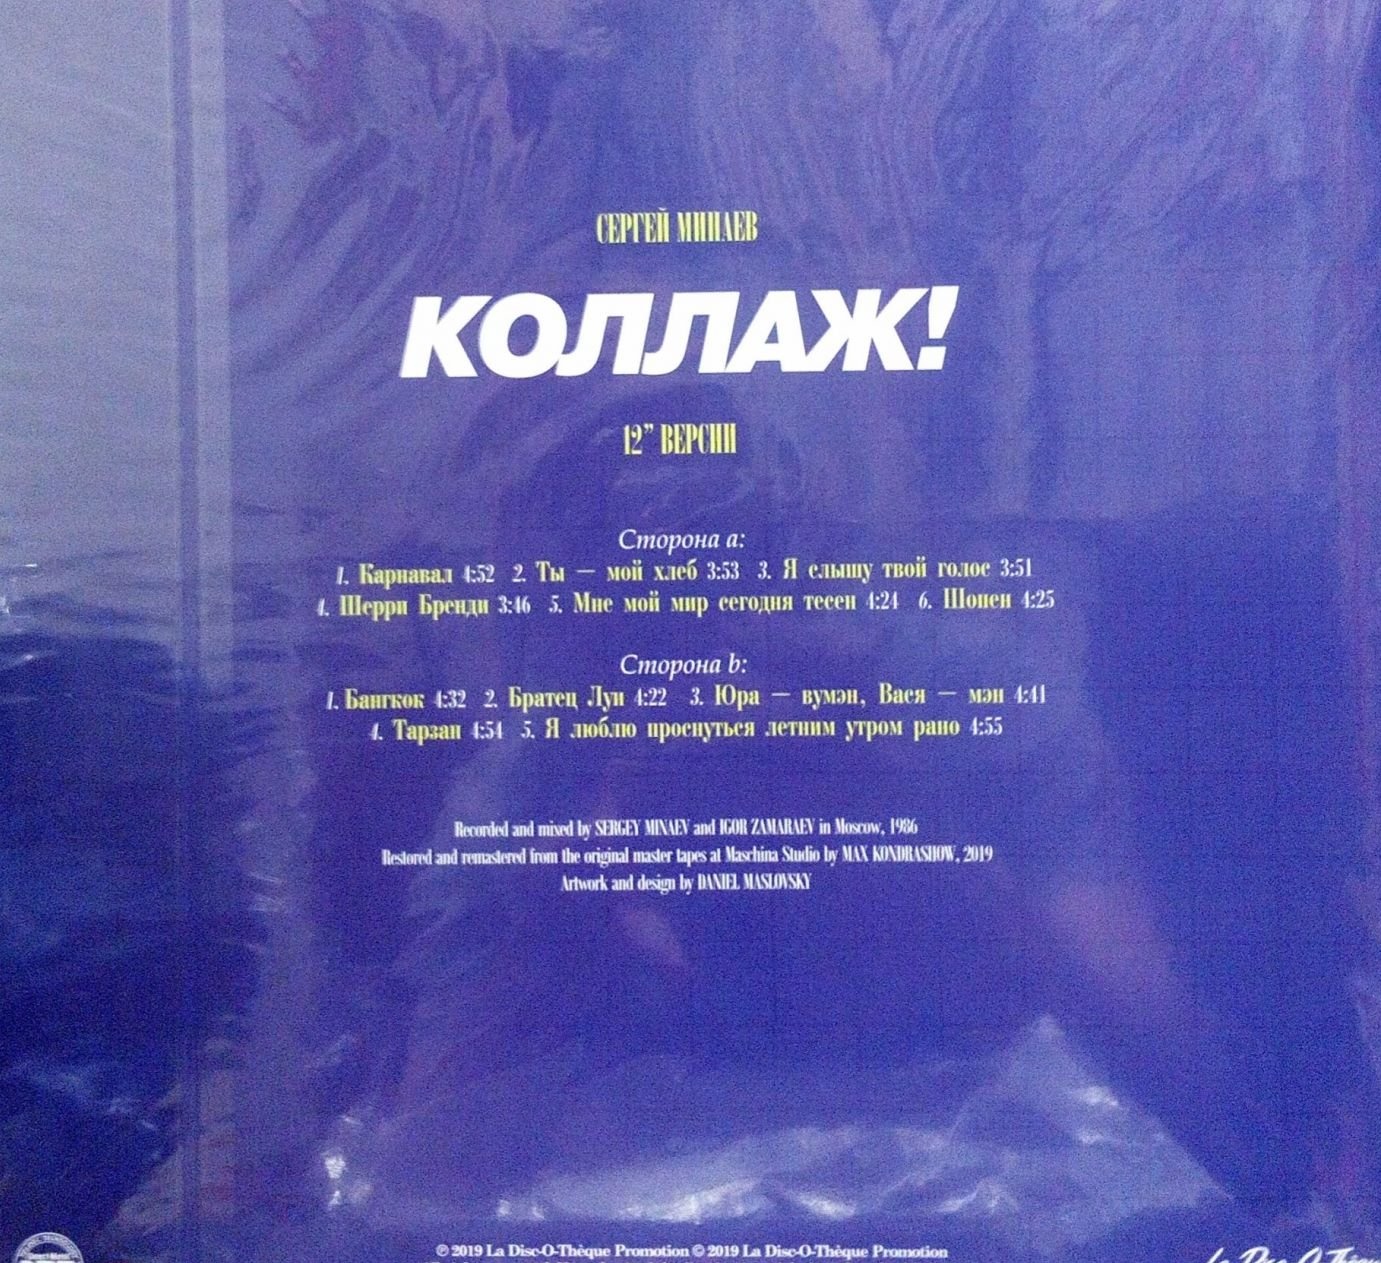 СЕРГЕЙ МИНАЕВ
КОЛЛАЖ!
12” ВЕРСИИ
Сторона a:
1. Карнавал 4:52 2. Ты — мой хлеб 3:53 3. Я слышу твой голос 3:51
4. Шерри Бренди 3:46 5. Мне мой мир сегодня тесен 4:24 6. Шопен 4:25
Сторона b:
1. Бангкок 4:32 2. Братец Луи 4:22 3. Юра — вумэн, Вася — мэн 4:41
4. Тарзан 4:54 5. Я люблю проснуться летним утром рано 4:55
Recorded and mixed by SERGEY MINAEV and IGOR ZAMARAEV in Moscow, 1986
Restored and remastered from the original master tapes at Maschina Studio by MAX KONDRASHOW, 2019
Artwork and design by DANIEL MASLOVSKY
℗ 2019 La Disc-O-Thèque Promotion © 2019 La Disc-O-Thèque Promotion
La Disc-O-Thèque